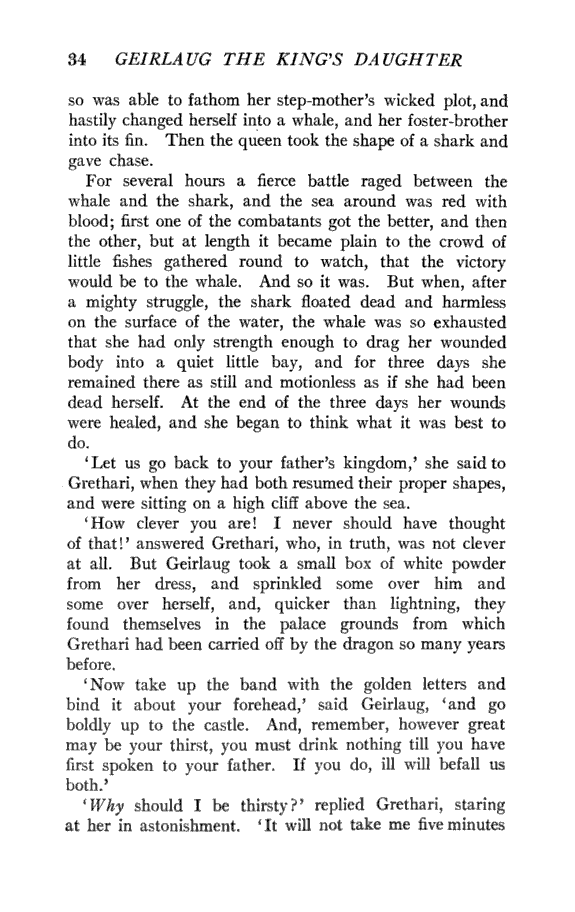 34 GEIRLAUG THE KING'S DAUGHTER
so was able to fathom her step-mother's wicked plot, and
hastily changed herself into a whale, and her foster-brother
into its fin. Then the queen took the shape of a shark and
gave chase.
For several hours a fierce battle raged between the
whale and the shark, and the sea around was red with
blood; first one of the combatants got the better, and then
the other, but at length it became plain to the crowd of
little fishes gathered round to watch, that the victory
would be to the whale. And so it was. But when, after
a mighty struggle, the shark floated dead and harmless
on the surface of the water, the whale was so exhausted
that she had only strength enough to drag her wounded
body into a quiet little bay, and for three days she
remained there as still and motionless as if she had been
dead herself. At the end of the three days her wounds
were healed, and she began to think what it was best to
do.
'Let us go back to your father's kingdom,' she said to
Grethari, when they had both resumed their proper shapes,
and were sitting on a high cliff above the sea.
'How clever you are! I never should have thought
of that!' answered Grethari, who, in truth, was not clever
at all. But Geirlaug took a small box of white powder
from her dress, and sprinkled some over him and
some over herself, and, quicker than lightning, they
found themselves in the palace grounds from which
Grethari had been carried off by the dragon so many years
before.
'Now take up the band with the golden letters and
bind it about your forehead,' said Geirlaug, 'and go
boldly up to the castle. And, remember, however great
may be your thirst, you must drink nothing till you have
first spoken to your father. If you do, ill will befall us
both.'
'Why should I be thirsty?' replied Grethari, staring
at her in astonishment. 'It will not take me five minutes